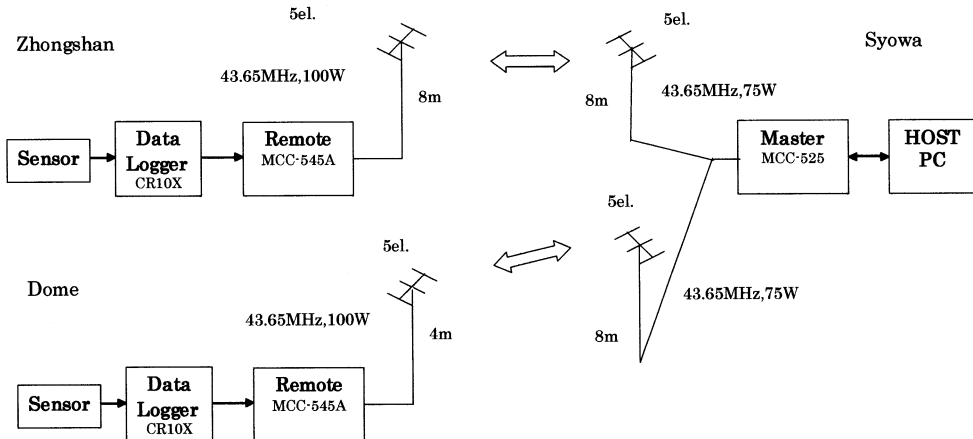 5el.
Zhongshan
43.65MHz,100W
8m
Sensor
Data
Logger
CR10X
Remote
MCC-545A
5el.
Syowa
43.65MHz,75W
8m
Master
MCC-525
HOST
PC
5el.
Dome
43.65MHz,100W
4m
Sensor
Data
Logger
CR10X
Remote
MCC-545A
5el.
43.65MHz,75W
8m